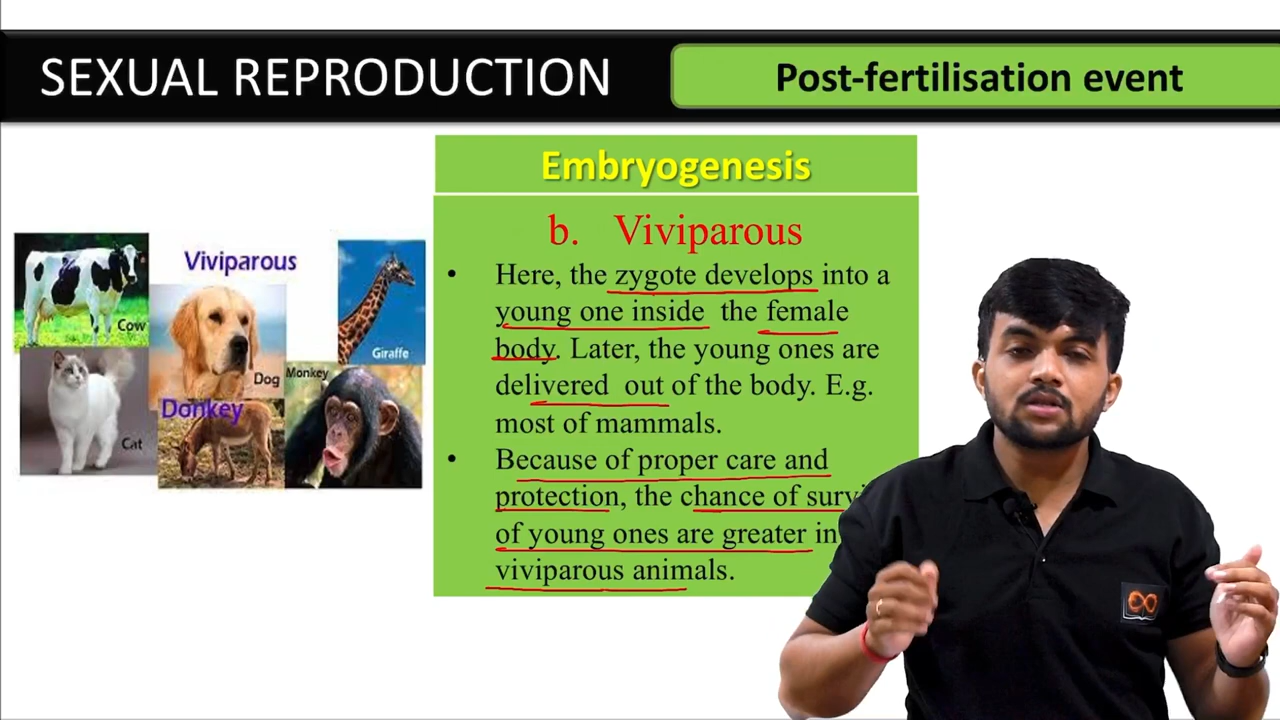 SEXUAL REPRODUCTION
Post-fertilisation event
Embryogenesis
b. Viviparous
• Here, the zygote develops into a
young one inside the female
body. Later, the young ones are
delivered out of the body. E.g.
most of mammals.
• Because of proper care and
protection, the chance of
of young ones are greater in
viviparous animals.
Viviparous
Cow
Giraffe
Dog
Monkey
Donkey
Cat